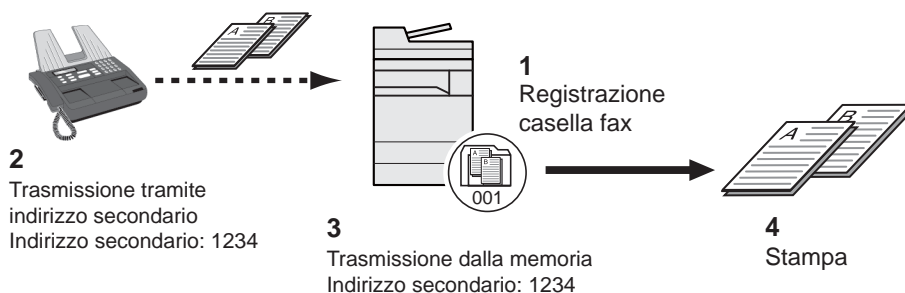 A
B
1
Registrazione
casella fax
A
B
001
2
Trasmissione tramite
indirizzo secondario
Indirizzo secondario: 1234
3
Trasmissione dalla memoria
Indirizzo secondario: 1234
A
B
4
Stampa